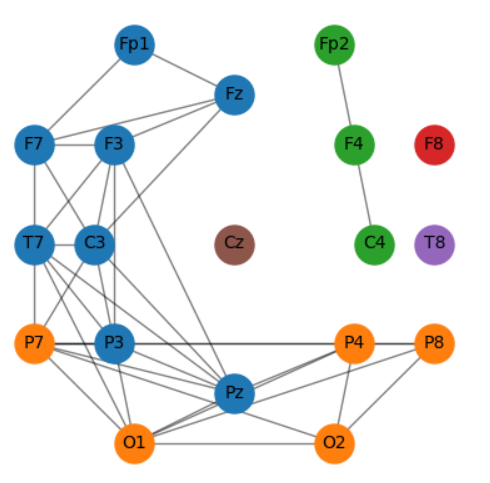 Fp1 Fp2
Fz
F7 F3 F4 F8
T7 C3 Cz C4 T8
P7 P3 P4 P8
Pz
O1 O2